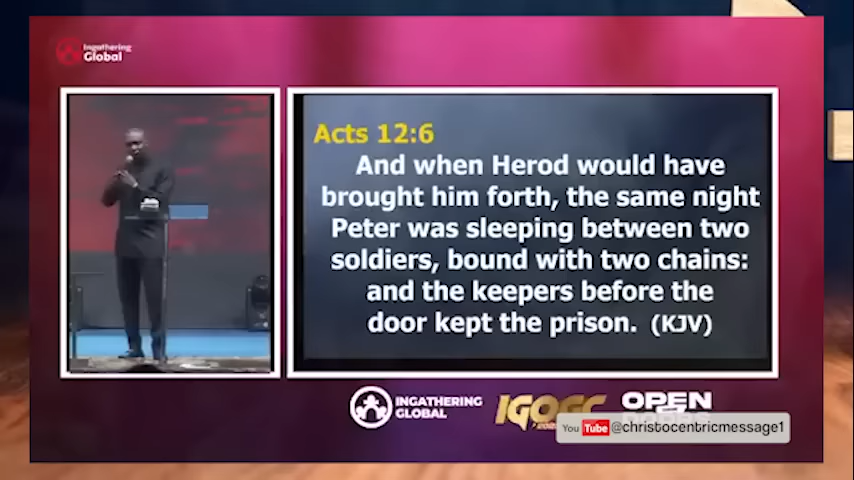 Ingathering
Global
Acts 12:6
And when Herod would have
brought him forth, the same night
Peter was sleeping between two
soldiers, bound with two chains:
and the keepers before the
door kept the prison. (KJV)
INGATHERING
GLOBAL
IGOGC
OPEN
YouTube @christocentricmessage1